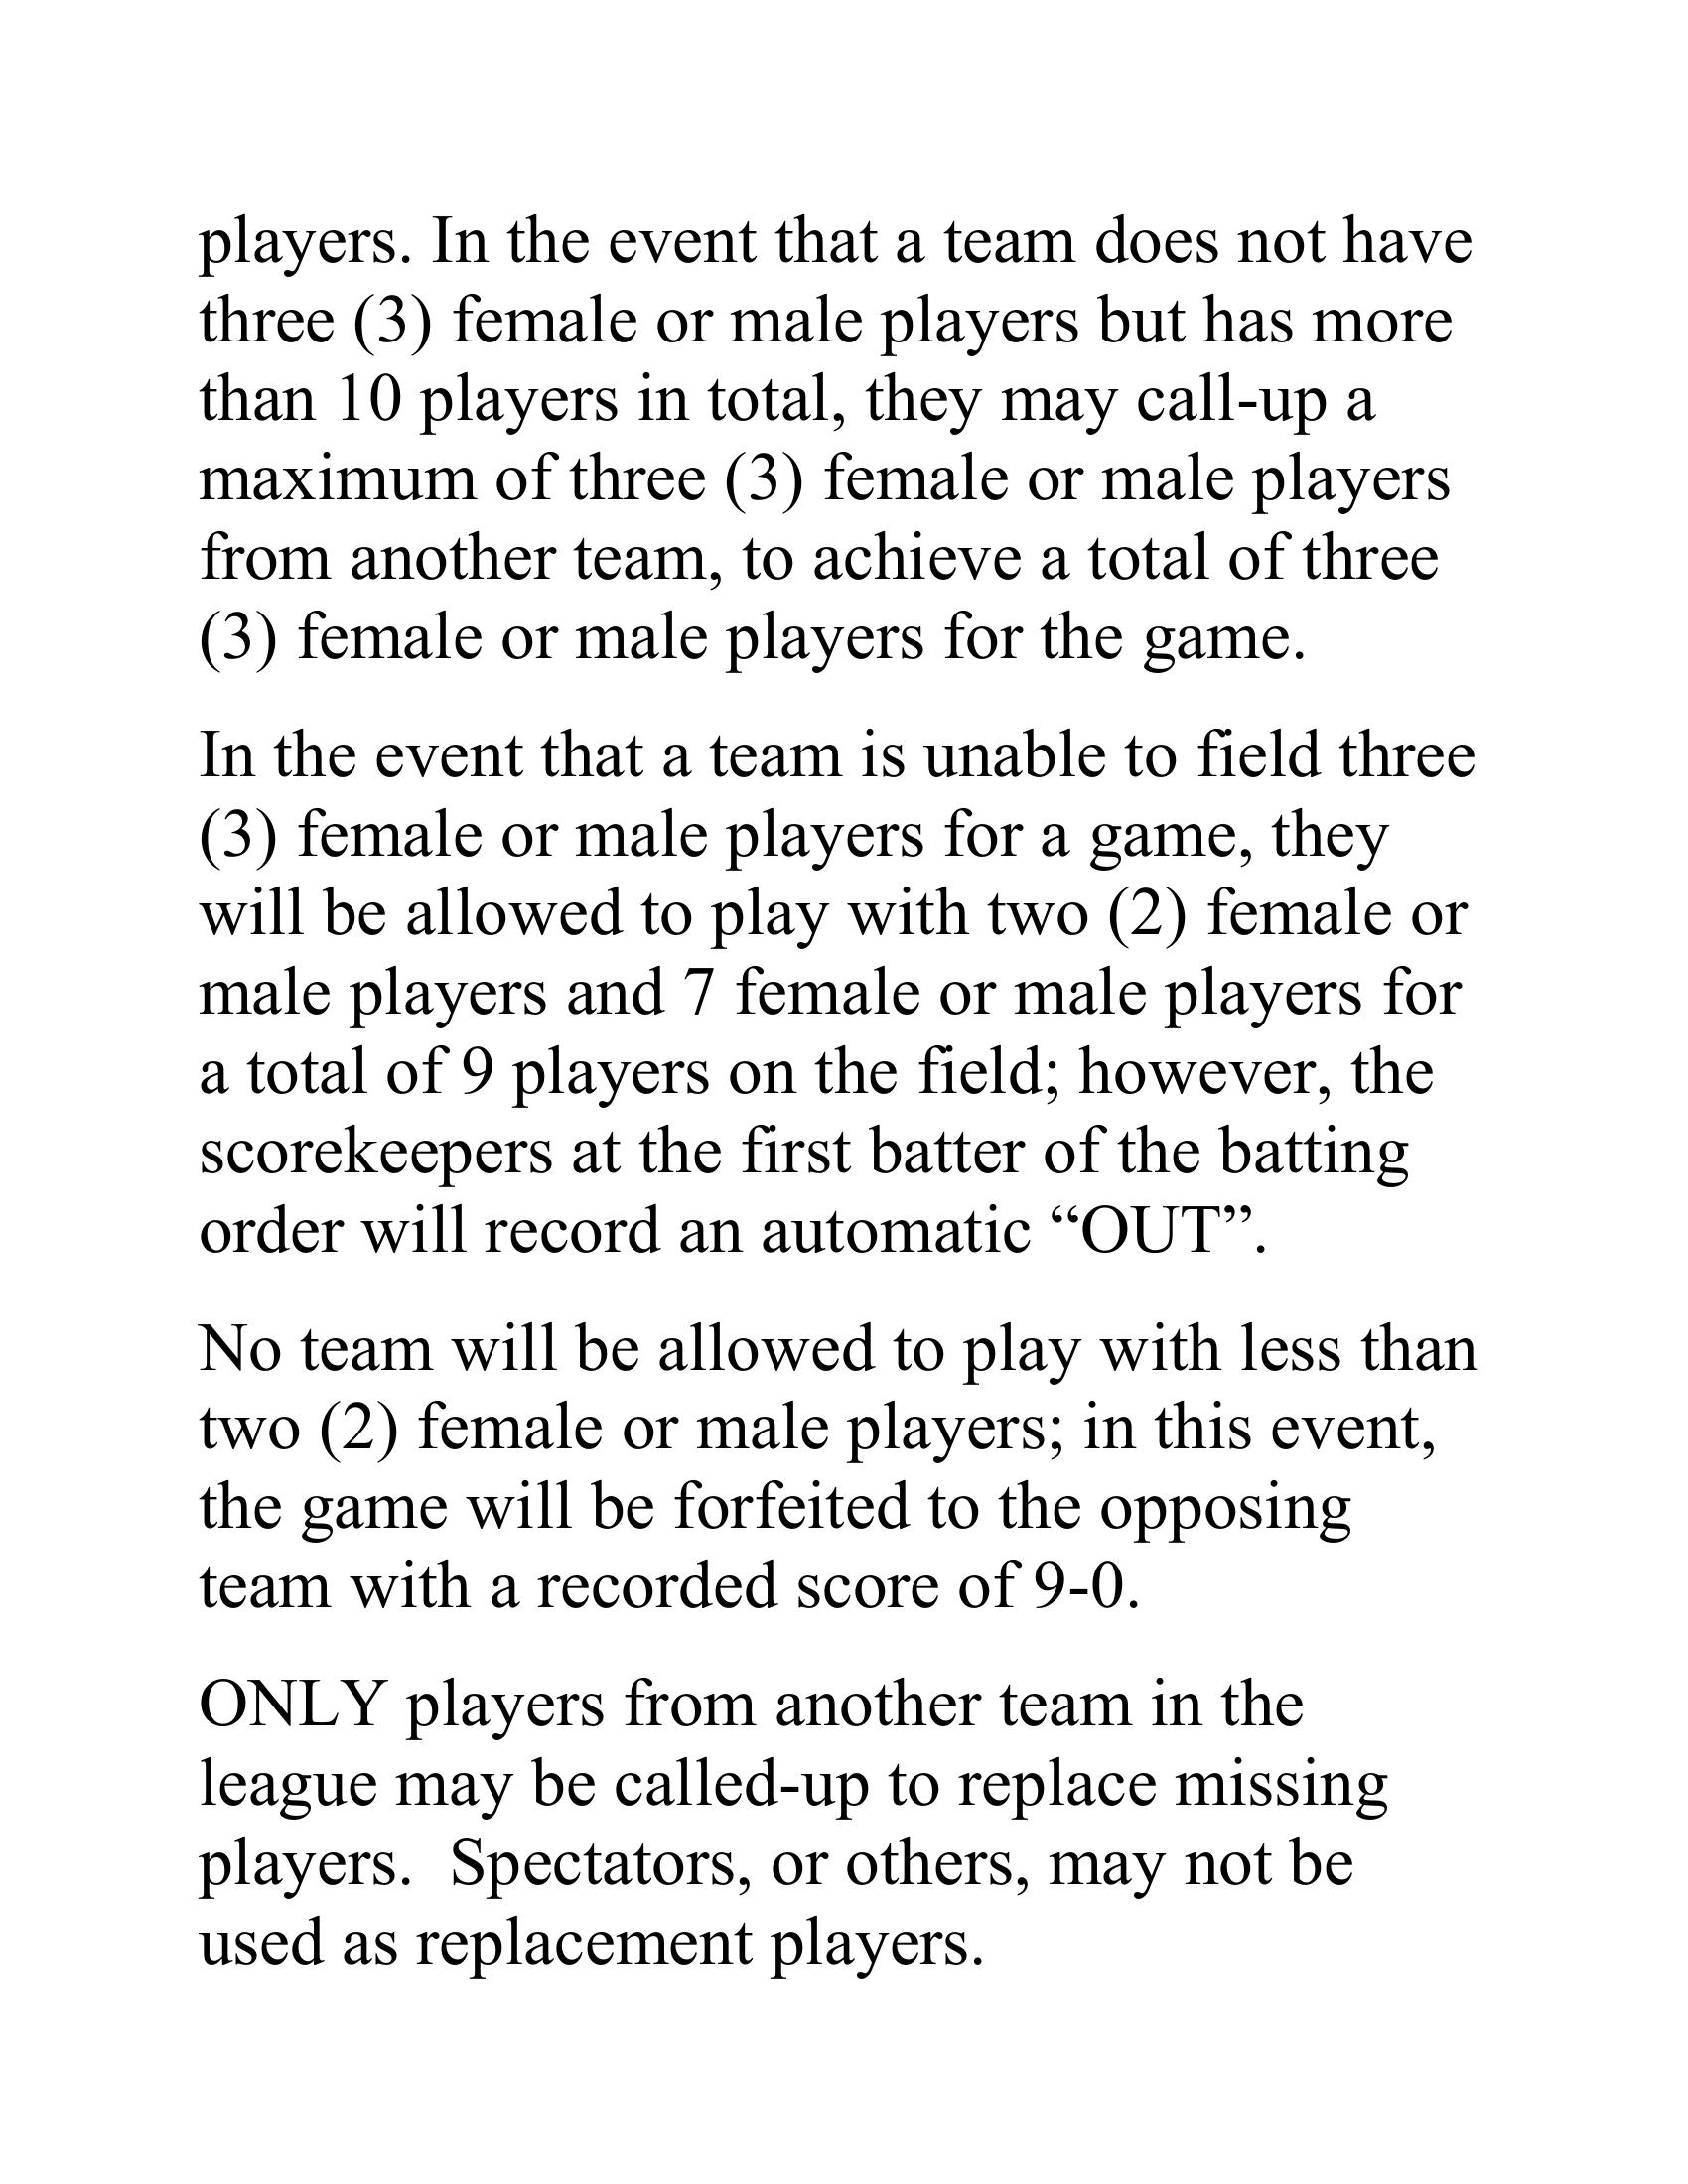 players. In the event that a team does not have
three (3) female or male players but has more
than 10 players in total, they may call-up a
maximum of three (3) female or male players
from another team, to achieve a total of three
(3) female or male players for the game.
In the event that a team is unable to field three
(3) female or male players for a game, they
will be allowed to play with two (2) female or
male players and 7 female or male players for
a total of 9 players on the field; however, the
scorekeepers at the first batter of the batting
order will record an automatic “OUT”.
No team will be allowed to play with less than
two (2) female or male players; in this event,
the game will be forfeited to the opposing
team with a recorded score of 9-0.
ONLY players from another team in the
league may be called-up to replace missing
players.  Spectators, or others, may not be
used as replacement players.